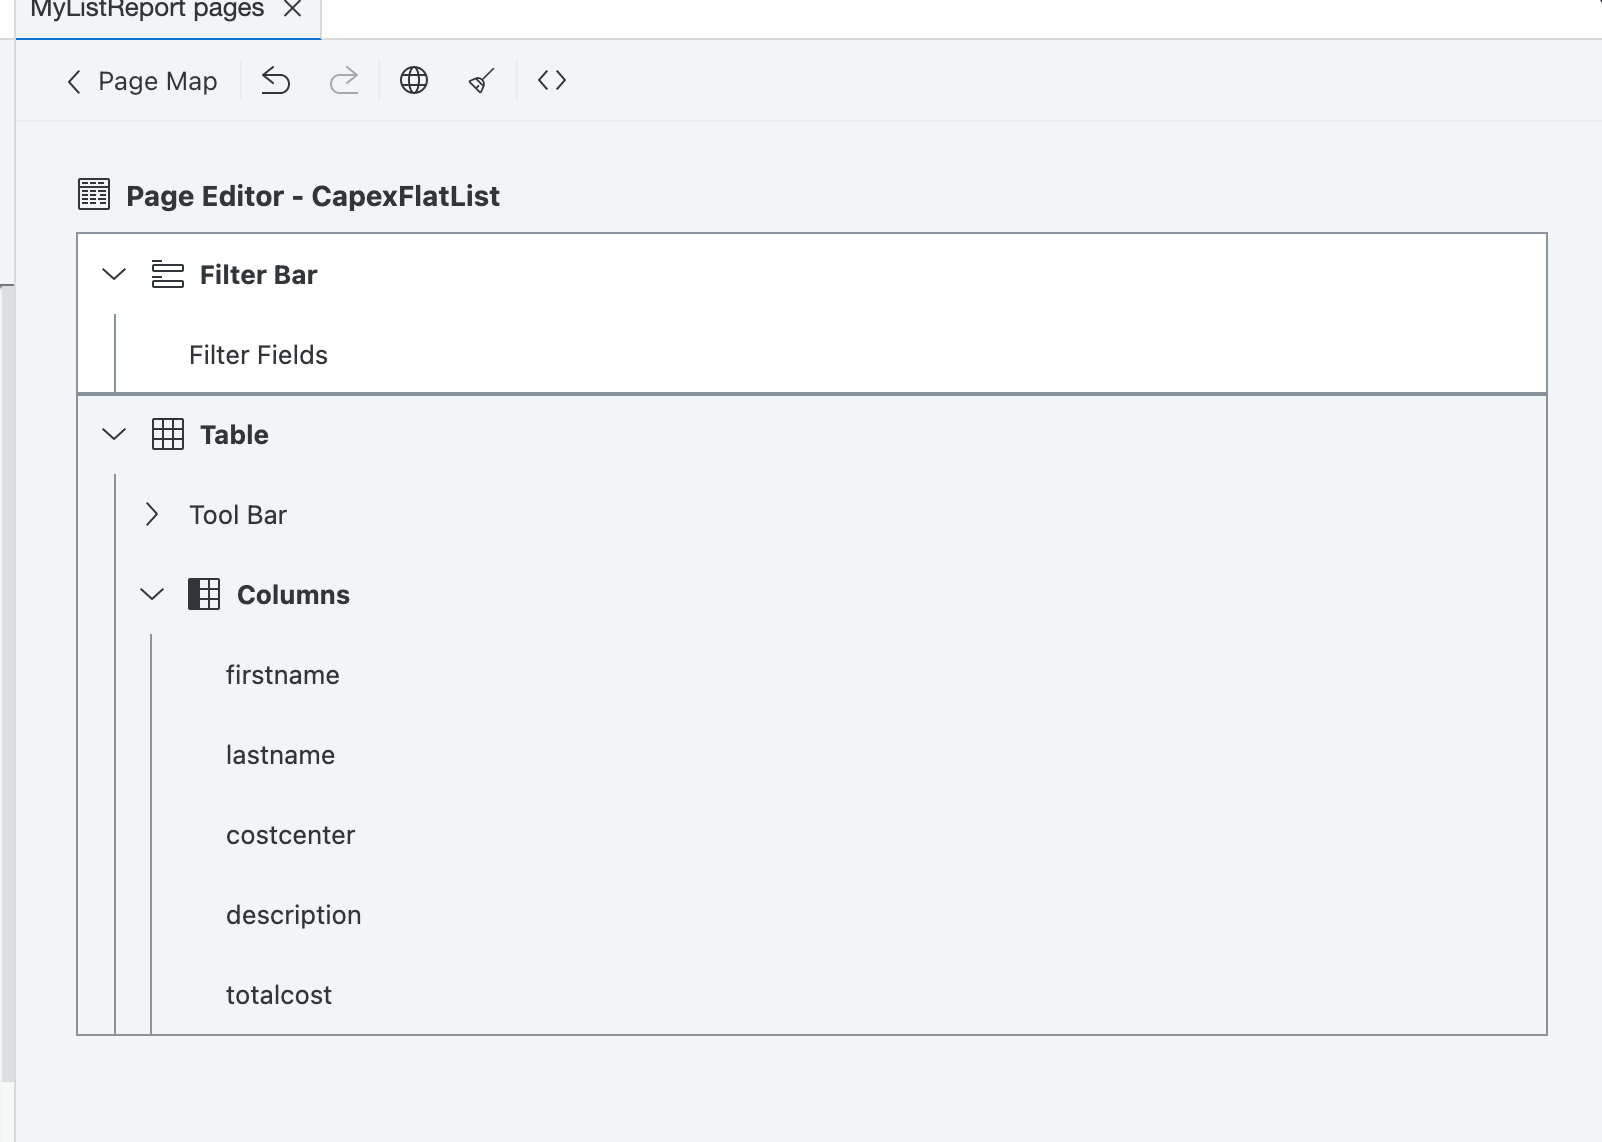 MyListReport pages
Page Map
Page Editor - CapexFlatList
Filter Bar
Filter Fields
Table
Tool Bar
Columns
firstname
lastname
costcenter
description
totalcost